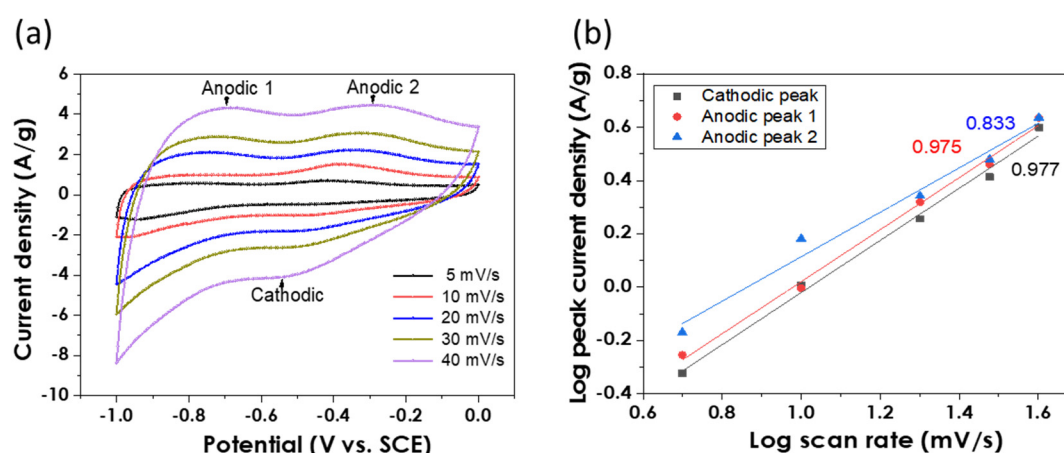 (a)
Current density (A/g)
6
4
2
0
-2
-4
-6
-8
-10
Anodic 1
Anodic 2
Cathodic
5 mV/s
10 mV/s
20 mV/s
30 mV/s
40 mV/s
-1.0
-0.8
-0.6
-0.4
-0.2
0.0
Potential (V vs. SCE)
(b)
Log peak current density (A/g)
0.8
0.6
0.4
0.2
0.0
-0.2
-0.4
Cathodic peak
Anodic peak 1
Anodic peak 2
0.833
0.975
0.977
0.6
0.8
1.0
1.2
1.4
1.6
Log scan rate (mV/s)